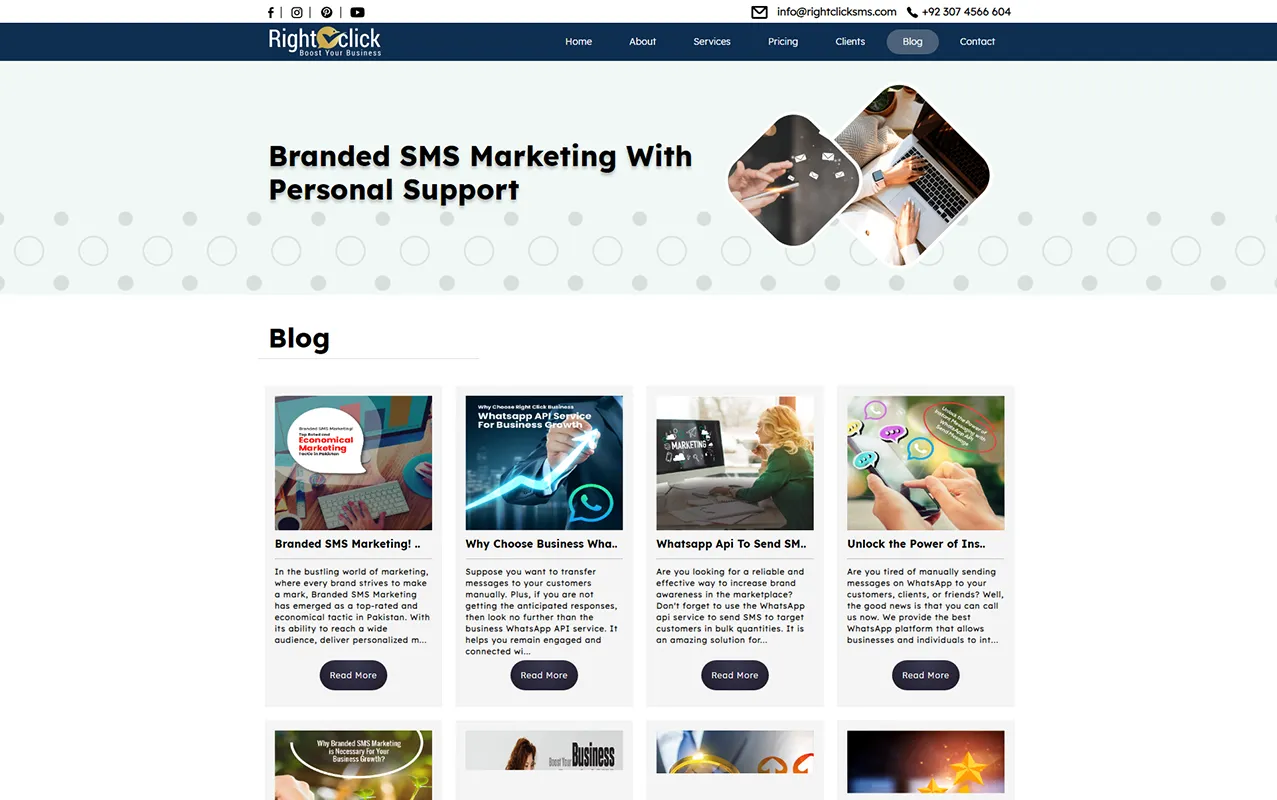 info@rightclicksms.com +92 307 4566 604
Right click
Boost Your Business
Home About Services Pricing Clients Blog Contact
Branded SMS Marketing With
Personal Support
Blog
Branded SMS Marketing!
Top Rated and
Economical
Marketing
Tactic in Pakistan
Branded SMS Marketing! ..
In the bustling world of marketing,
where every brand strives to make
a mark, Branded SMS Marketing
has emerged as a top-rated and
economical tactic in Pakistan. With
its ability to reach a wide
audience, deliver personalized m...
Read More
Why Choose Right Click Business
Whatsapp API Service
For Business Growth
Why Choose Business Wha..
Suppose you want to transfer
messages to your customers
manually. Plus, if you are not
getting the anticipated responses,
then look no further than the
business WhatsApp API service. It
helps you remain engaged and
connected wi...
Read More
MARKETING
Whatsapp Api To Send SM..
Are you looking for a reliable and
effective way to increase brand
awareness in the marketplace?
Don't forget to use the WhatsApp
api service to send SMS to target
customers in bulk quantities. It is
an amazing solution for...
Read More
Unlock the Power of
Instant Messaging with
WhatsApp API
Send Message
Unlock the Power of Ins..
Are you tired of manually sending
messages on WhatsApp to your
customers, clients, or friends? Well,
the good news is that you can call
us now. We provide the best
WhatsApp platform that allows
businesses and individuals to int...
Read More
Why Branded SMS Marketing
is Necessary For Your
Business Growth?
Boost Your Business